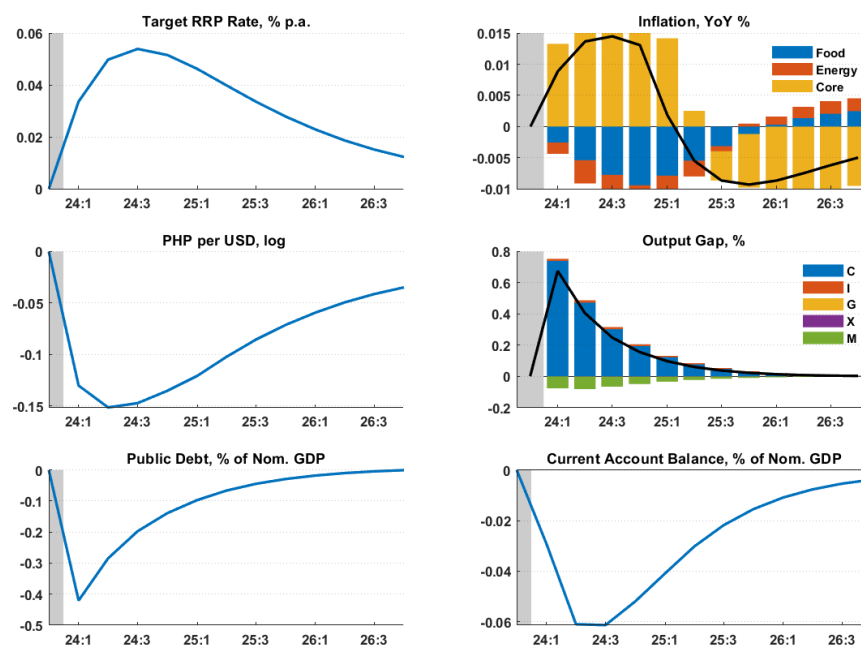 Target RRP Rate, % p.a.
0.06
0.04
0.02
0
24:1 24:3 25:1 25:3 26:1 26:3
Inflation, YoY %
0.015
0.01
0.005
0
-0.005
-0.01
Food
Energy
Core
24:1 24:3 25:1 25:3 26:1 26:3
PHP per USD, log
0
-0.05
-0.1
-0.15
24:1 24:3 25:1 25:3 26:1 26:3
Output Gap, %
0.8
0.6
0.4
0.2
0
-0.2
C
I
G
X
M
24:1 24:3 25:1 25:3 26:1 26:3
Public Debt, % of Nom. GDP
0
-0.1
-0.2
-0.3
-0.4
-0.5
24:1 24:3 25:1 25:3 26:1 26:3
Current Account Balance, % of Nom. GDP
0
-0.02
-0.04
-0.06
24:1 24:3 25:1 25:3 26:1 26:3